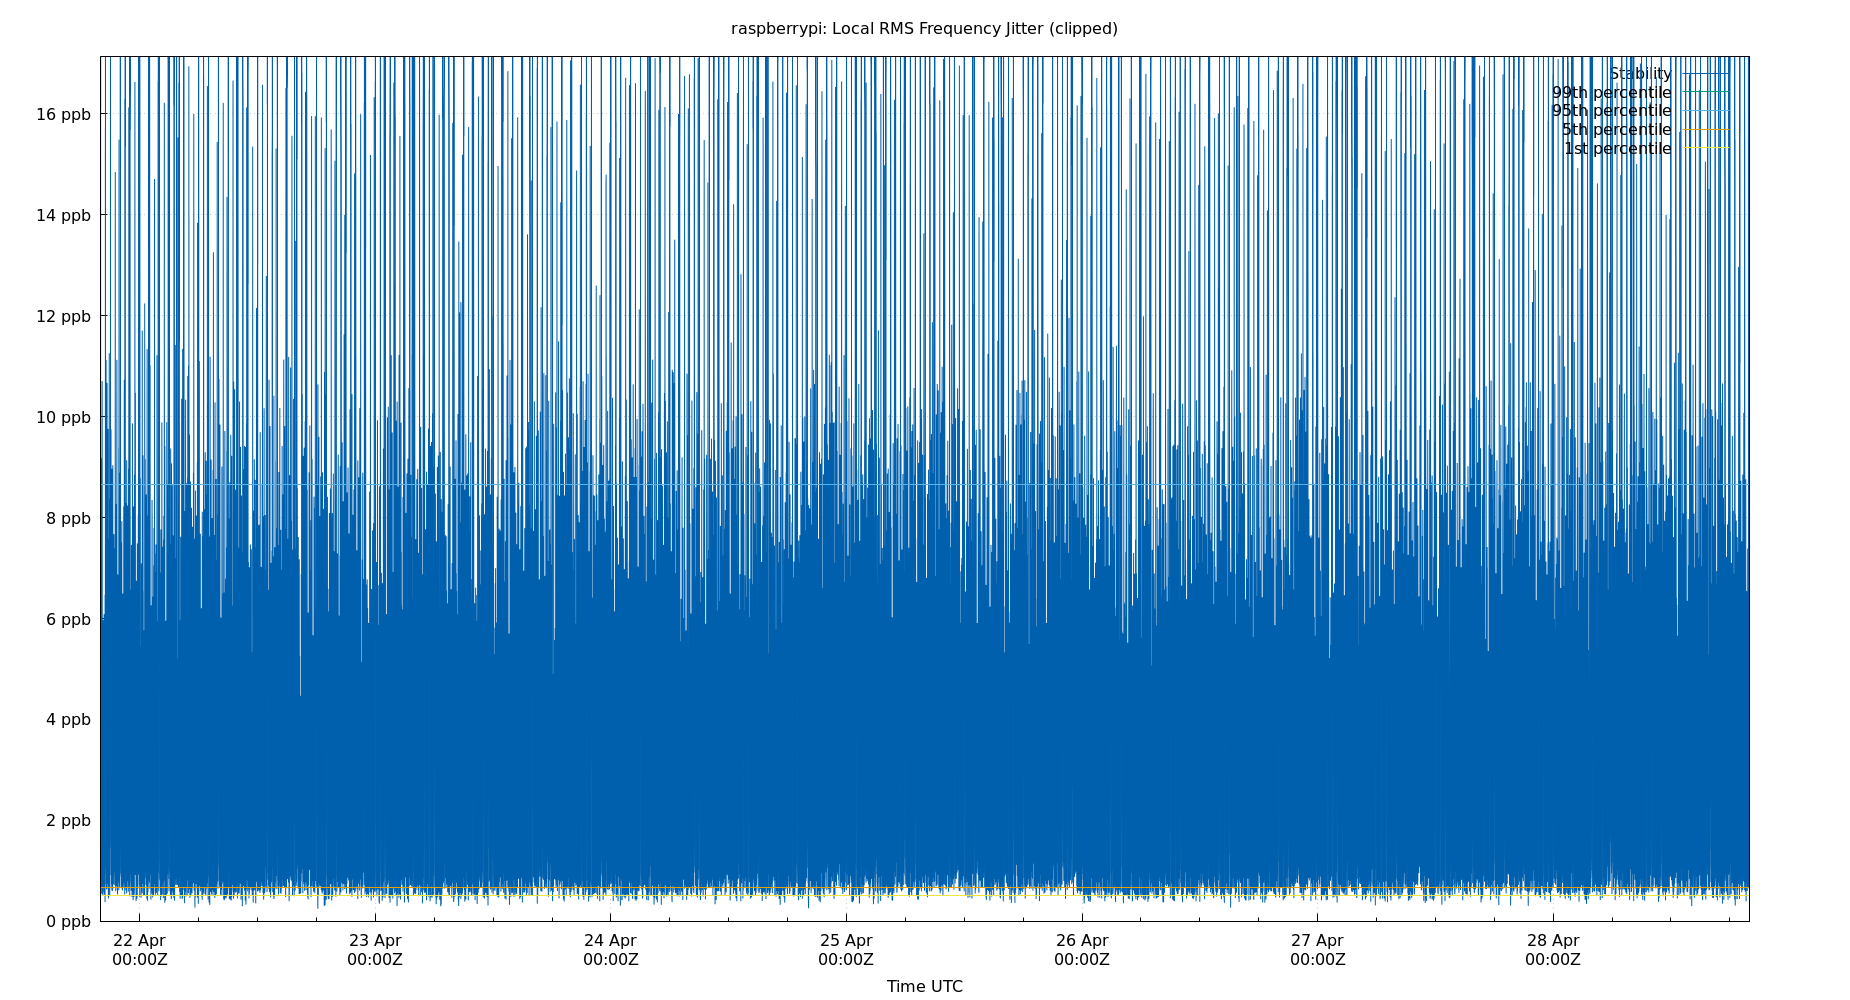 raspberrypi: Local RMS Frequency Jitter (clipped)
Stability
99th percentile
95th percentile
5th percentile
1st percentile
16 ppb
14 ppb
12 ppb
10 ppb
8 ppb
6 ppb
4 ppb
2 ppb
0 ppb
22 Apr 23 Apr 24 Apr 25 Apr 26 Apr 27 Apr 28 Apr
00:00Z 00:00Z 00:00Z 00:00Z 00:00Z 00:00Z 00:00Z
Time UTC